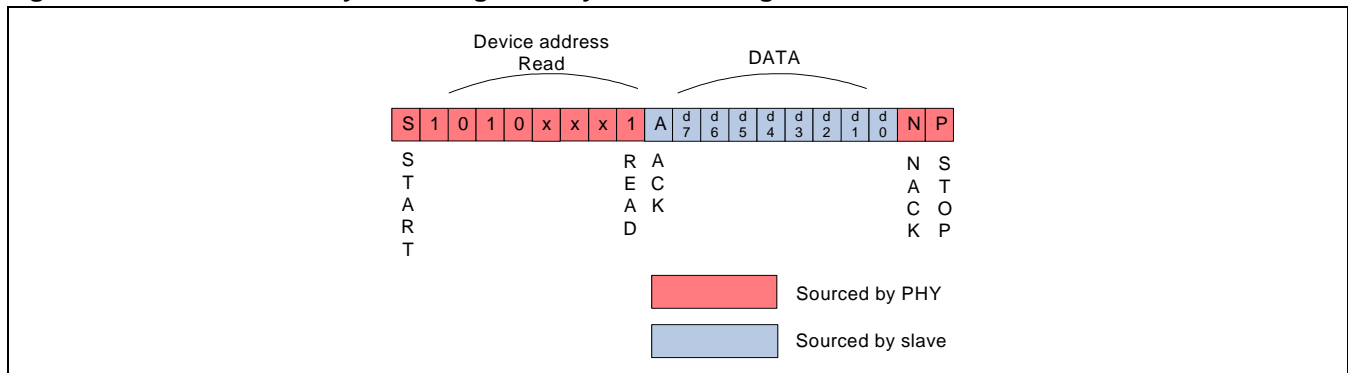 Device address
Read
DATA
S 1 0 1 0 x x x 1 A d7 d6 d5 d4 d3 d2 d1 d0 N P
START
READ
ACK
NACK
STOP
Sourced by PHY
Sourced by slave